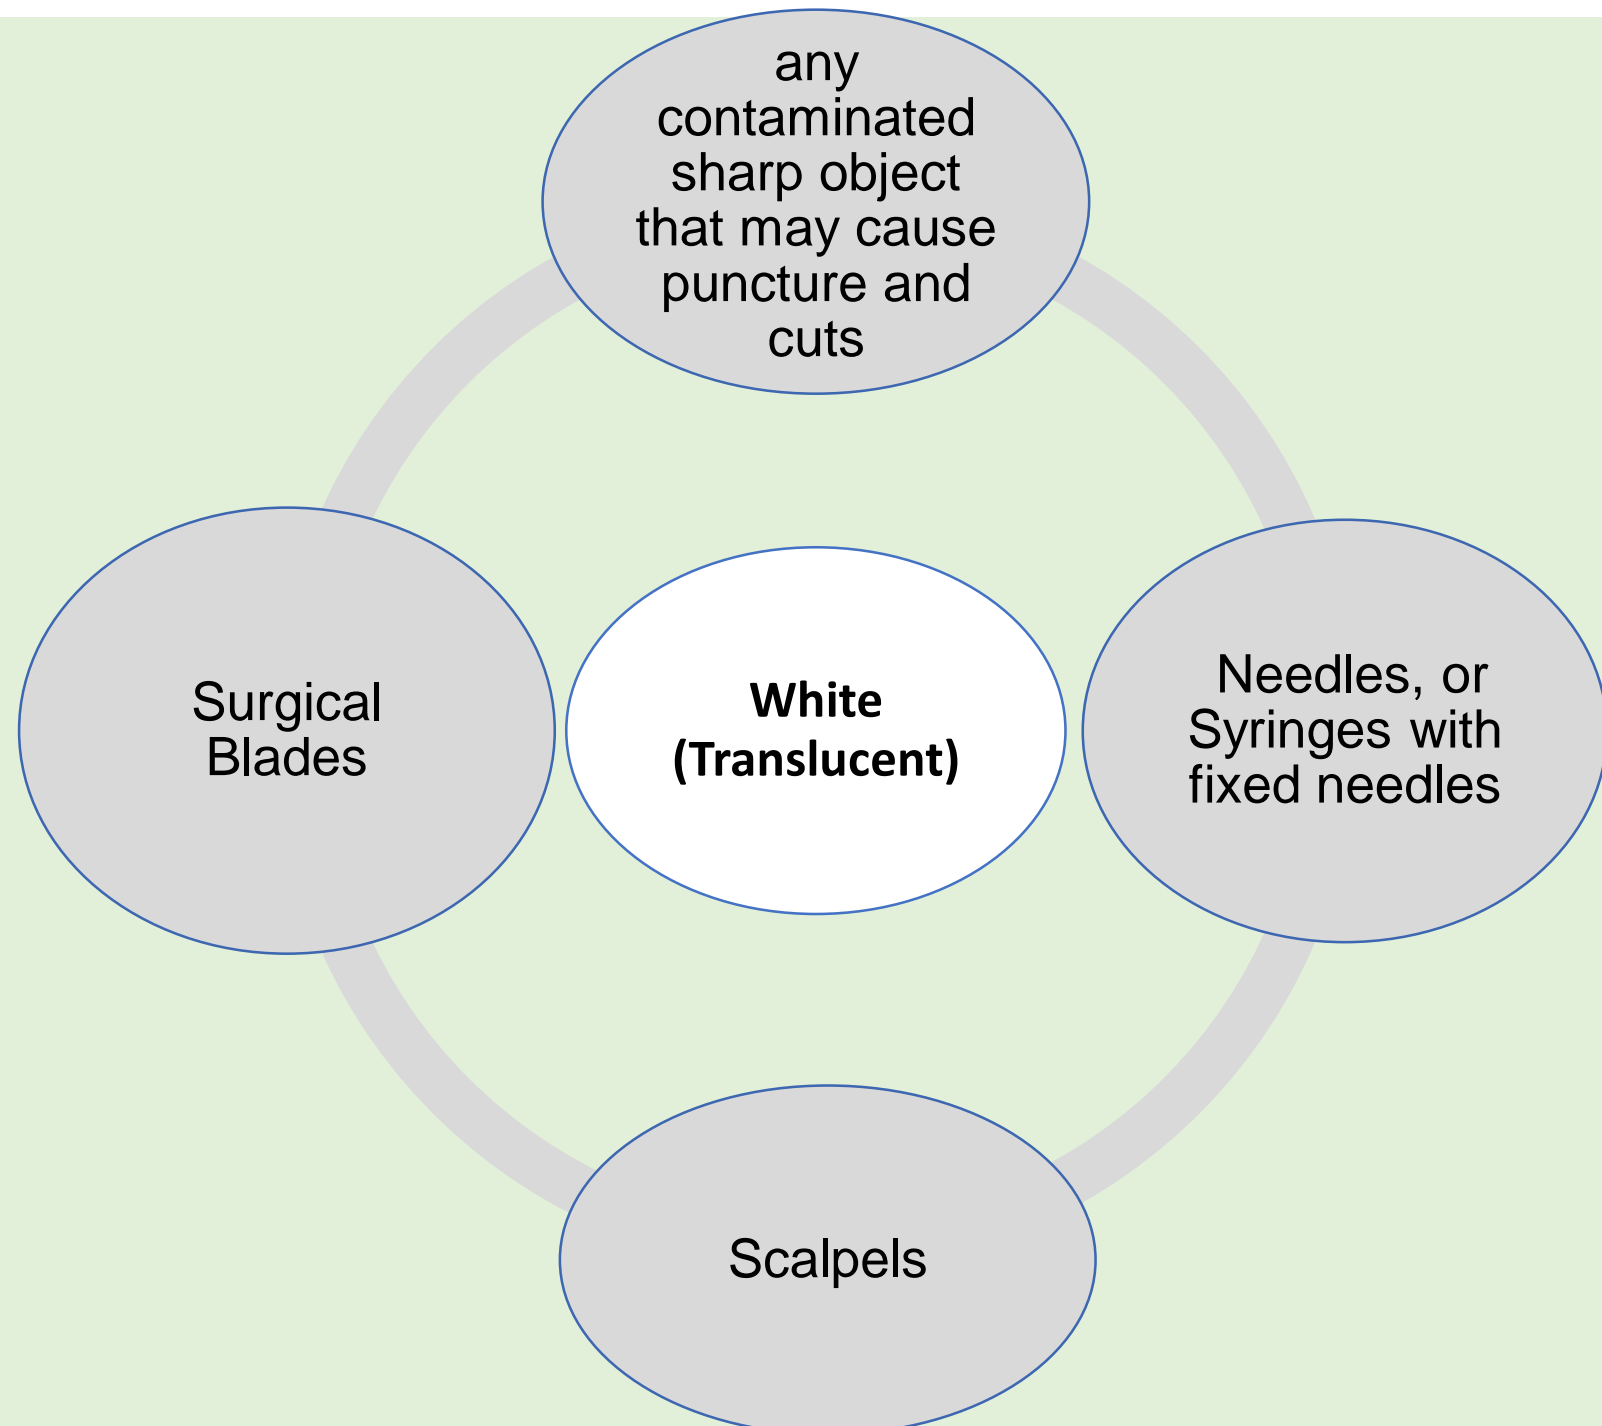 any
contaminated
sharp object
that may cause
puncture and
cuts
Surgical
Blades
White
(Translucent)
Needles, or
Syringes with
fixed needles
Scalpels